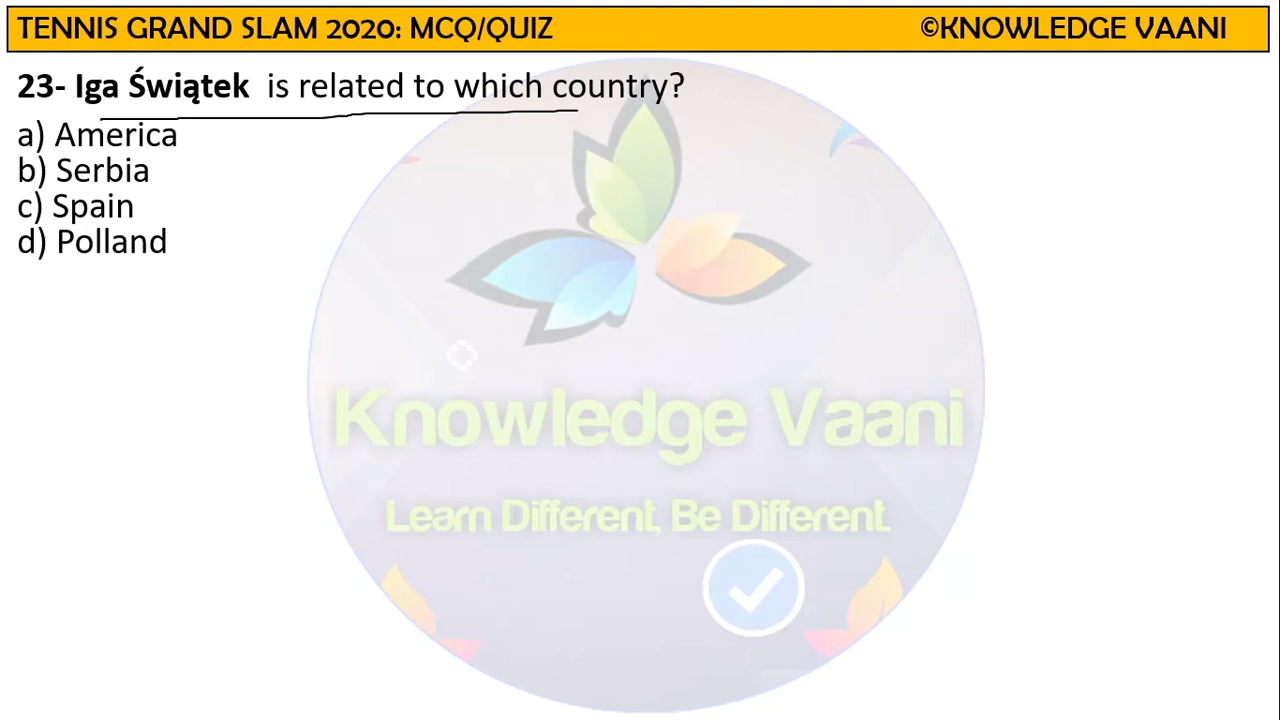 TENNIS GRAND SLAM 2020: MCQ/QUIZ ©KNOWLEDGE VAANI
23- Iga Świątek is related to which country?
a) America
b) Serbia
c) Spain
d) Polland
Knowledge Vaani
Learn Different, Be Different